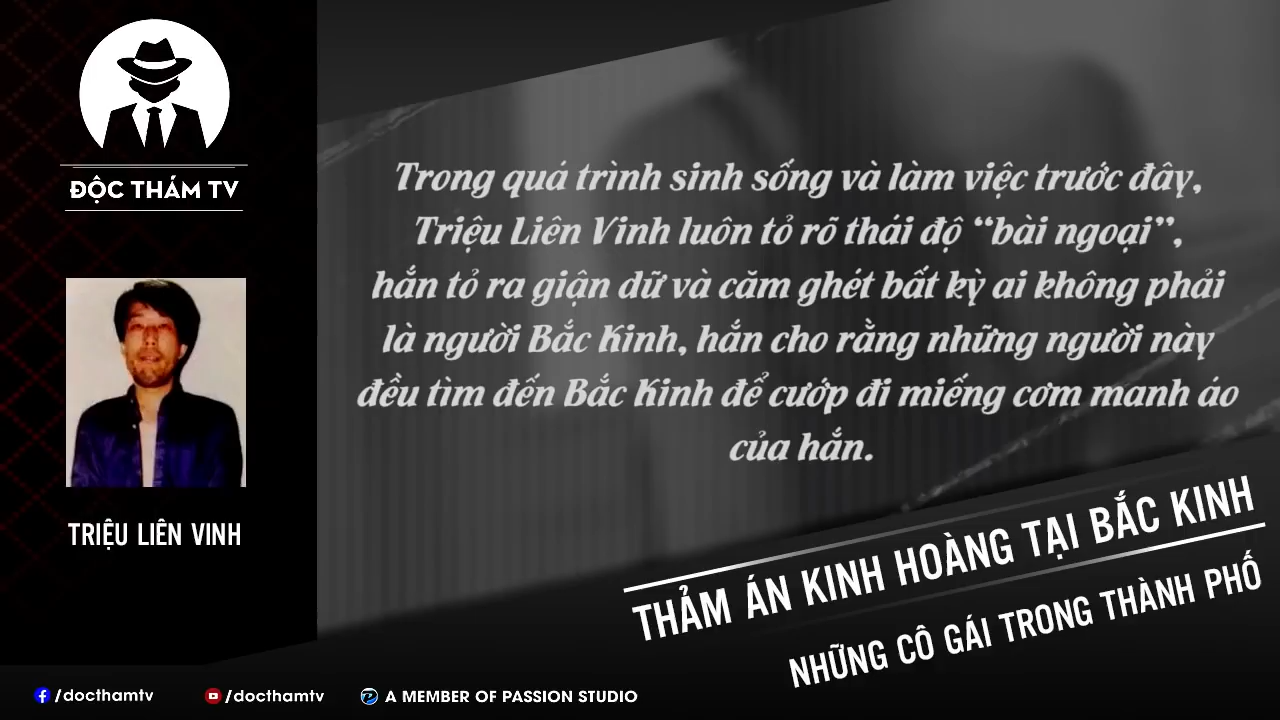 ĐỘC THÁM TV
TRIỆU LIÊN VINH
Trong quá trình sinh sống và làm việc trước đây,
Triệu Liên Vinh luôn tỏ rõ thái độ “bài ngoại”,
hắn tỏ ra giận dữ và căm ghét bất kỳ ai không phải
là người Bắc Kinh, hắn cho rằng những người này
đều tìm đến Bắc Kinh để cướp đi miếng cơm manh áo
của hắn.
THẢM ÁN KINH HOÀNG TẠI BẮC KINH
NHỮNG CÔ GÁI TRONG THÀNH PHỐ
/docthamtv
/docthamtv
A MEMBER OF PASSION STUDIO